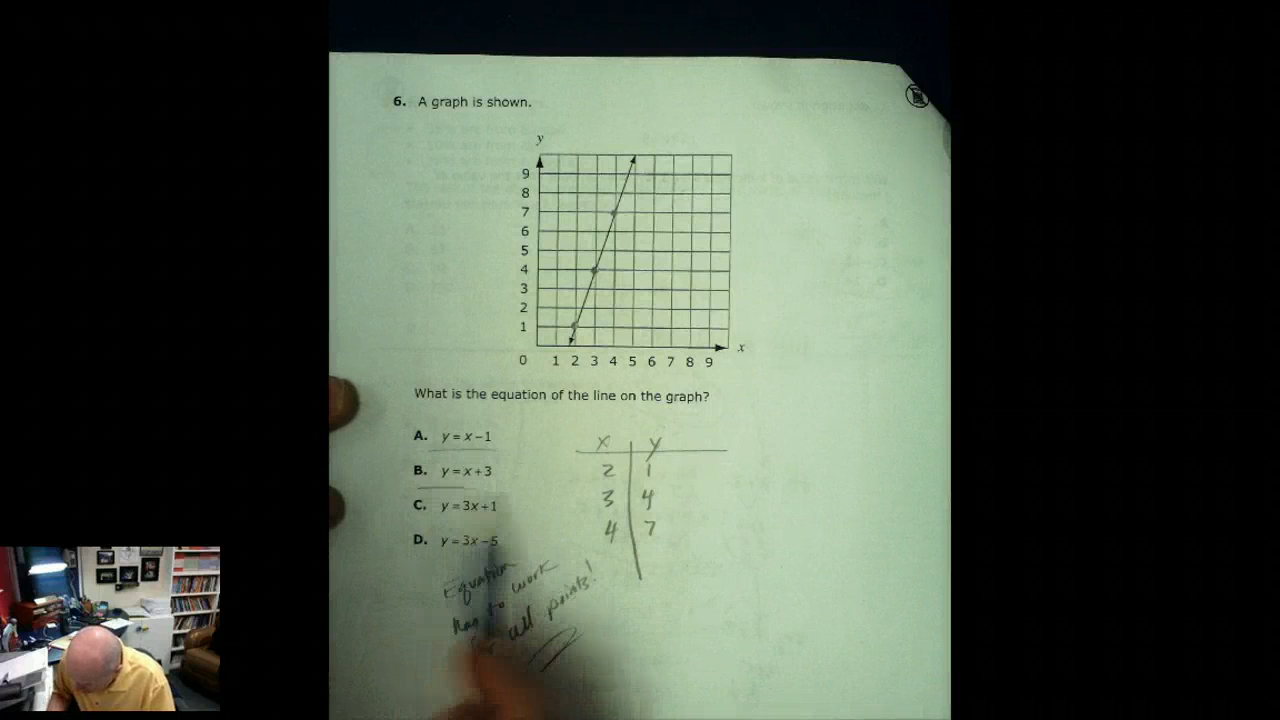 6. A graph is shown.
y
9
8
7
6
5
4
3
2
1
0 1 2 3 4 5 6 7 8 9
x
What is the equation of the line on the graph?
A. y = x − 1
B. y = x + 3
C. y = 3x + 1
D. y = 3x − 5
x y
2 1
3 4
4 7
Equation
to work
all points!